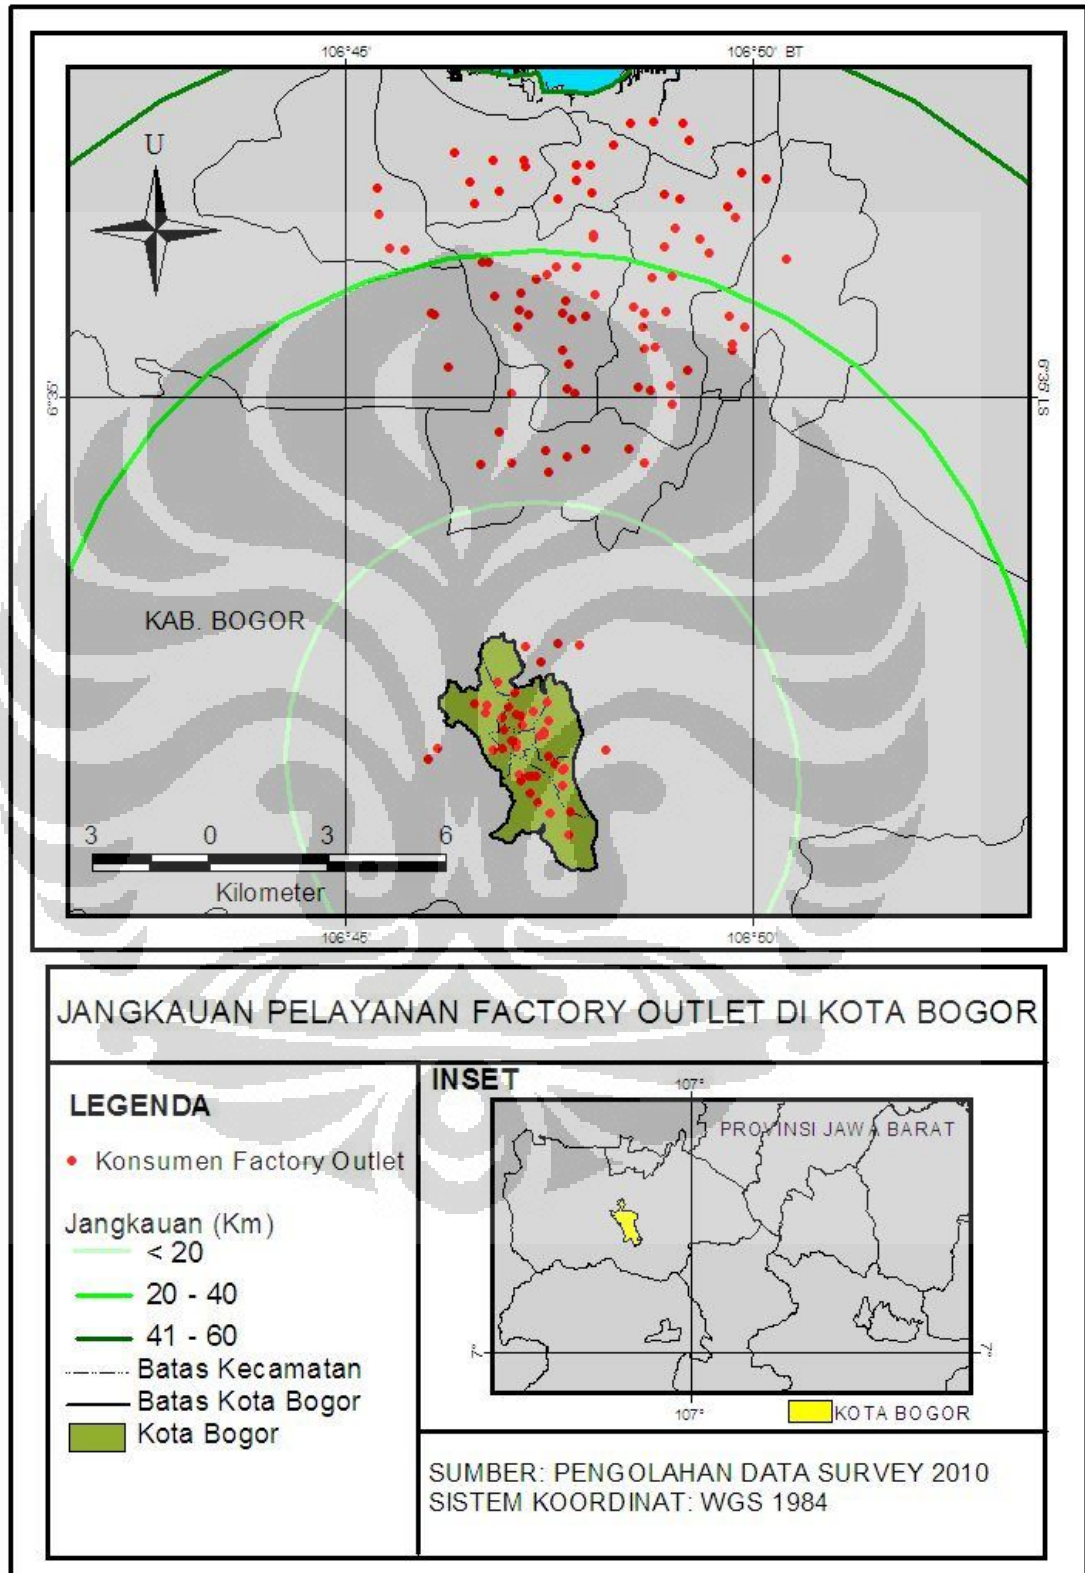 106°45'
106°50' BT
U
6°35'
6°35' LS
KAB. BOGOR
3 0 3 6
Kilometer
106°45'
106°50'
JANGKAUAN PELAYANAN FACTORY OUTLET DI KOTA BOGOR
LEGENDA
Konsumen Factory Outlet
Jangkauan (Km)
< 20
20 - 40
41 - 60
Batas Kecamatan
Batas Kota Bogor
Kota Bogor
INSET
107°
PROVINSI JAWA BARAT
7°
7°
107°
KOTA BOGOR
SUMBER: PENGOLAHAN DATA SURVEY 2010
SISTEM KOORDINAT: WGS 1984